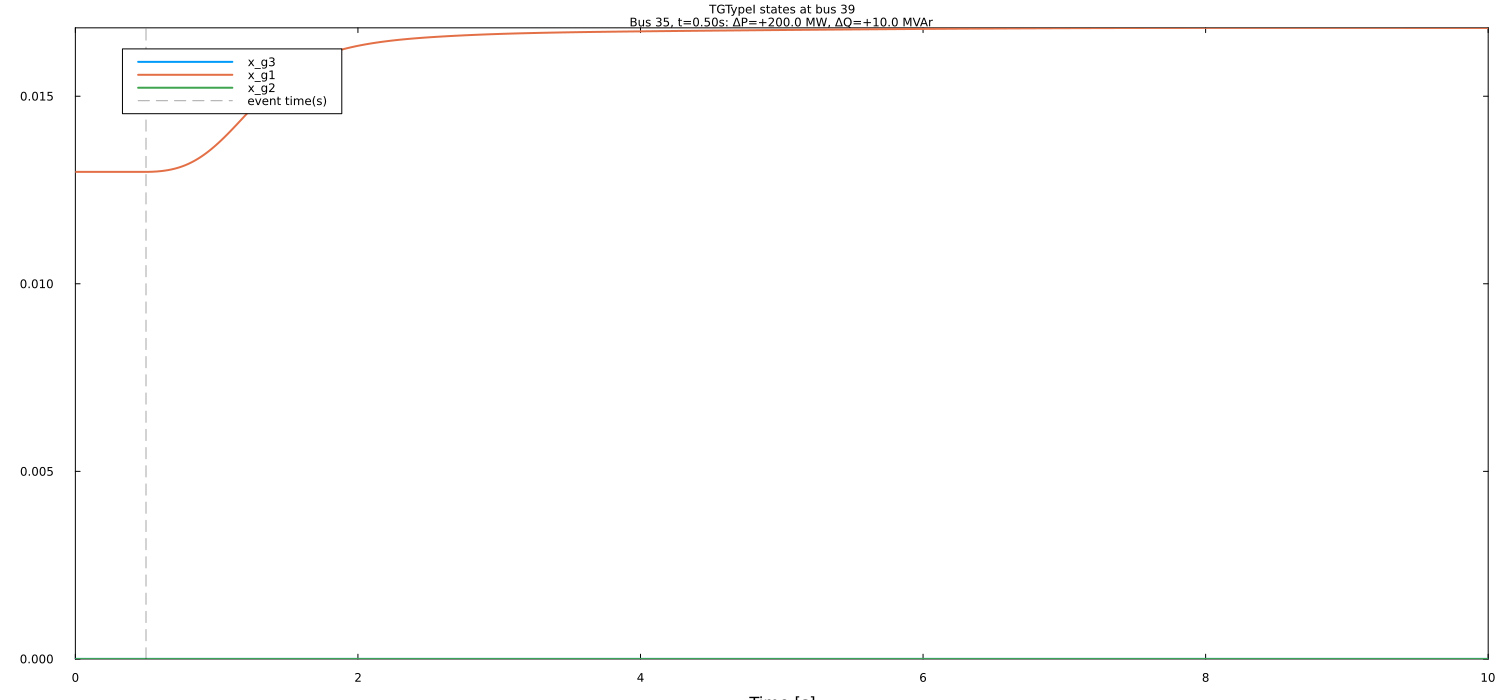 TGTypeI states at bus 39
Bus 35, t=0.50s: ΔP=+200.0 MW, ΔQ=+10.0 MVAr
x_g3
x_g1
x_g2
event time(s)
0.015
0.010
0.005
0.000
0 2 4 6 8 10
Time [s]